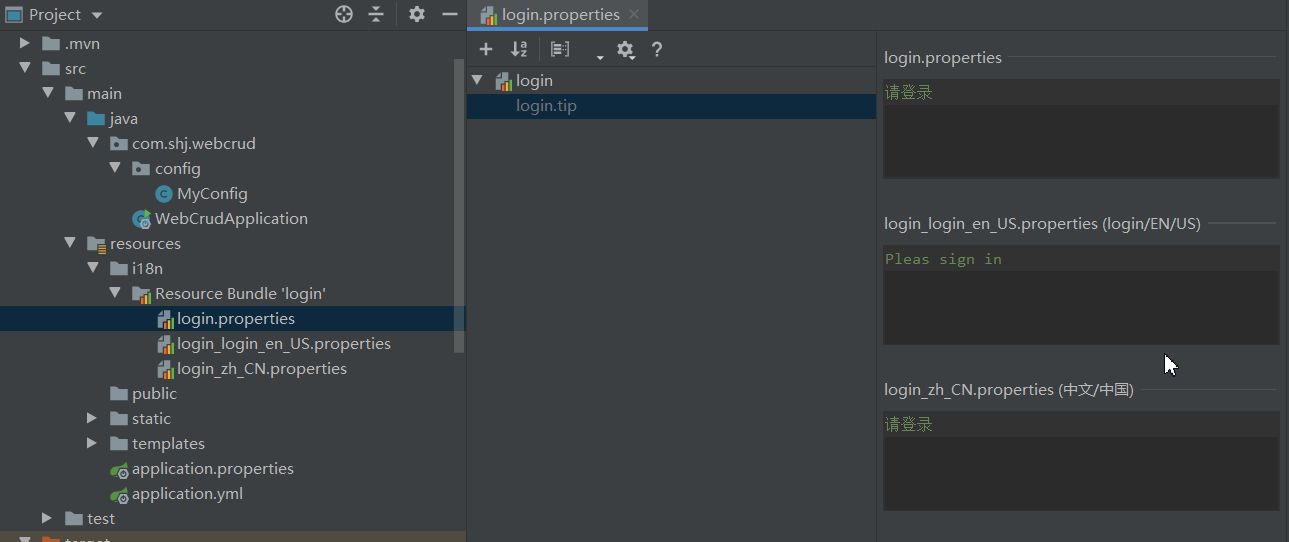 Project
.mvn
src
main
java
com.shj.webcrud
config
MyConfig
WebCrudApplication
resources
i18n
Resource Bundle 'login'
login.properties
login_login_en_US.properties
login_zh_CN.properties
public
static
templates
application.properties
application.yml
test
target
login.properties
login
login.tip
login.properties
请登录
login_login_en_US.properties (login/EN/US)
Pleas sign in
login_zh_CN.properties (中文/中国)
请登录